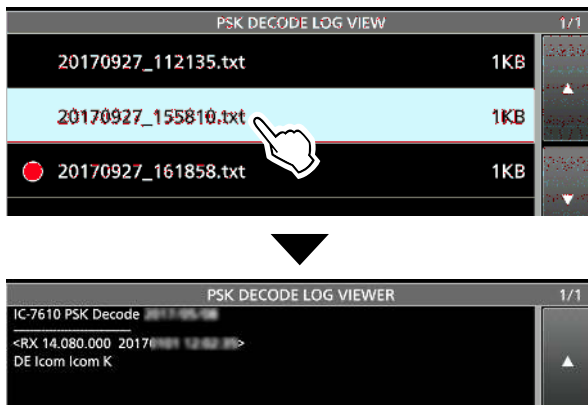 PSK DECODE LOG VIEW 1/1
20170927_112135.txt 1KB
20170927_155810.txt 1KB
20170927_161858.txt 1KB
PSK DECODE LOG VIEWER 1/1
IC-7610 PSK Decode
<RX 14.080.000 2017
DE Icom Icom K